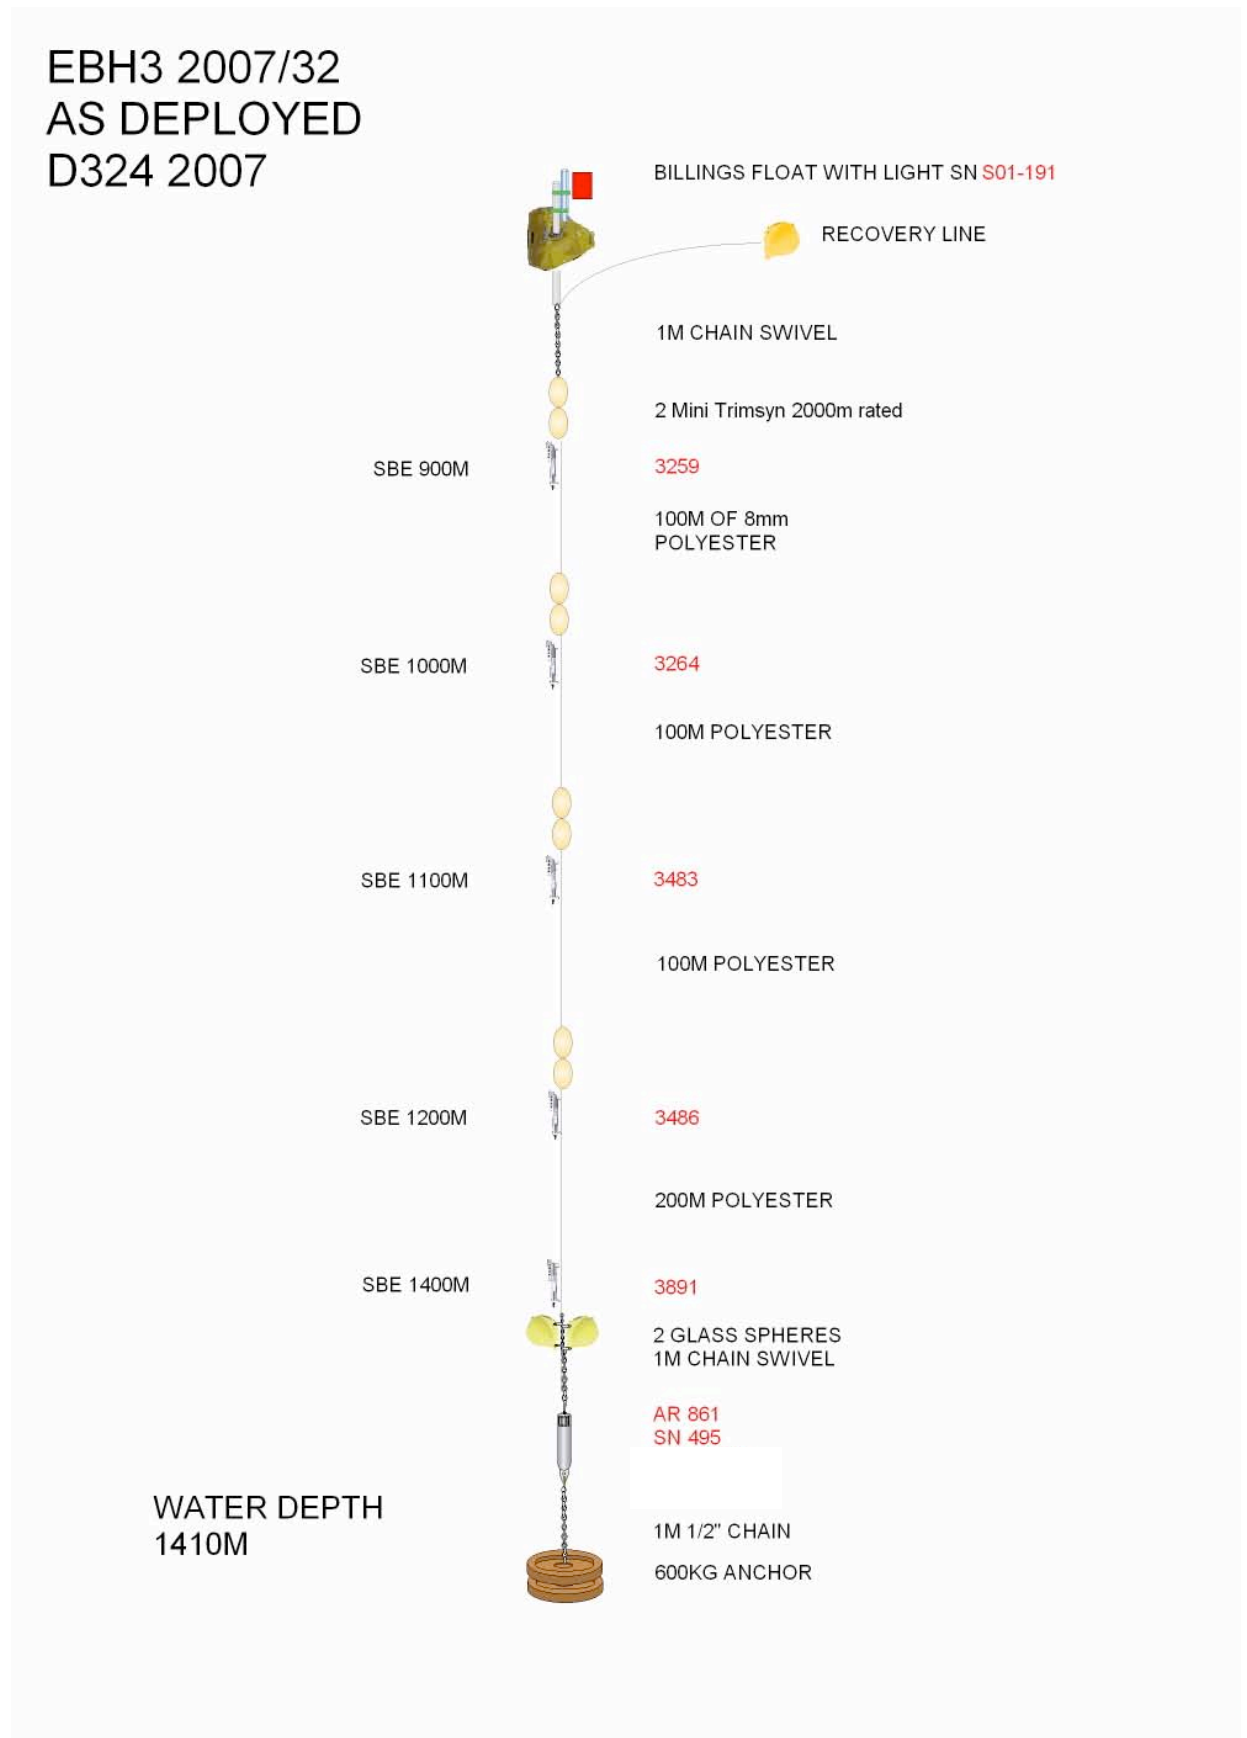 EBH3 2007/32
AS DEPLOYED
D324 2007
BILLINGS FLOAT WITH LIGHT SN S01-191
RECOVERY LINE
1M CHAIN SWIVEL
2 Mini Trimsyn 2000m rated
SBE 900M
3259
100M OF 8mm
POLYESTER
SBE 1000M
3264
100M POLYESTER
SBE 1100M
3483
100M POLYESTER
SBE 1200M
3486
200M POLYESTER
SBE 1400M
3891
2 GLASS SPHERES
1M CHAIN SWIVEL
AR 861
SN 495
WATER DEPTH
1410M
1M 1/2" CHAIN
600KG ANCHOR